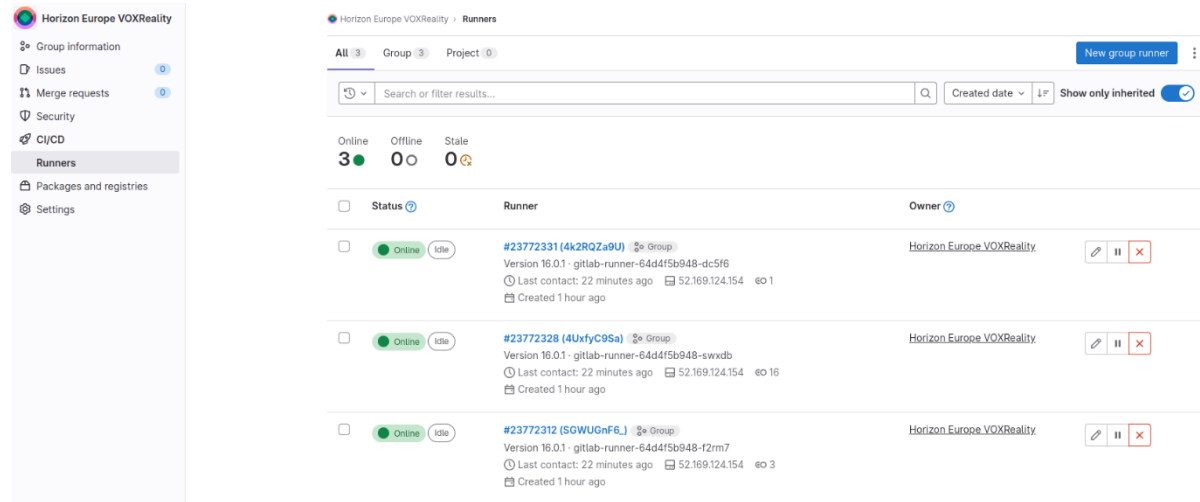 Horizon Europe VOXReality
Group information
Issues 0
Merge requests 0
Security
CI/CD
Runners
Packages and registries
Settings
Horizon Europe VOXReality > Runners
All 3 Group 3 Project 0 New group runner
Search or filter results... Created date Show only inherited
Online Offline Stale
3 0 0
Status Runner Owner
Online Idle #23772331 (4k2RQZa9U) Group Horizon Europe VOXReality
Version 16.0.1 · gitlab-runner-64d4f5b948-dc5f6
Last contact: 22 minutes ago 52.169.124.154 1
Created 1 hour ago
Online Idle #23772328 (4UxfyC9Sa) Group Horizon Europe VOXReality
Version 16.0.1 · gitlab-runner-64d4f5b948-swxdb
Last contact: 22 minutes ago 52.169.124.154 16
Created 1 hour ago
Online Idle #23772312 (SGWUGnF6_) Group Horizon Europe VOXReality
Version 16.0.1 · gitlab-runner-64d4f5b948-f2rm7
Last contact: 22 minutes ago 52.169.124.154 3
Created 1 hour ago